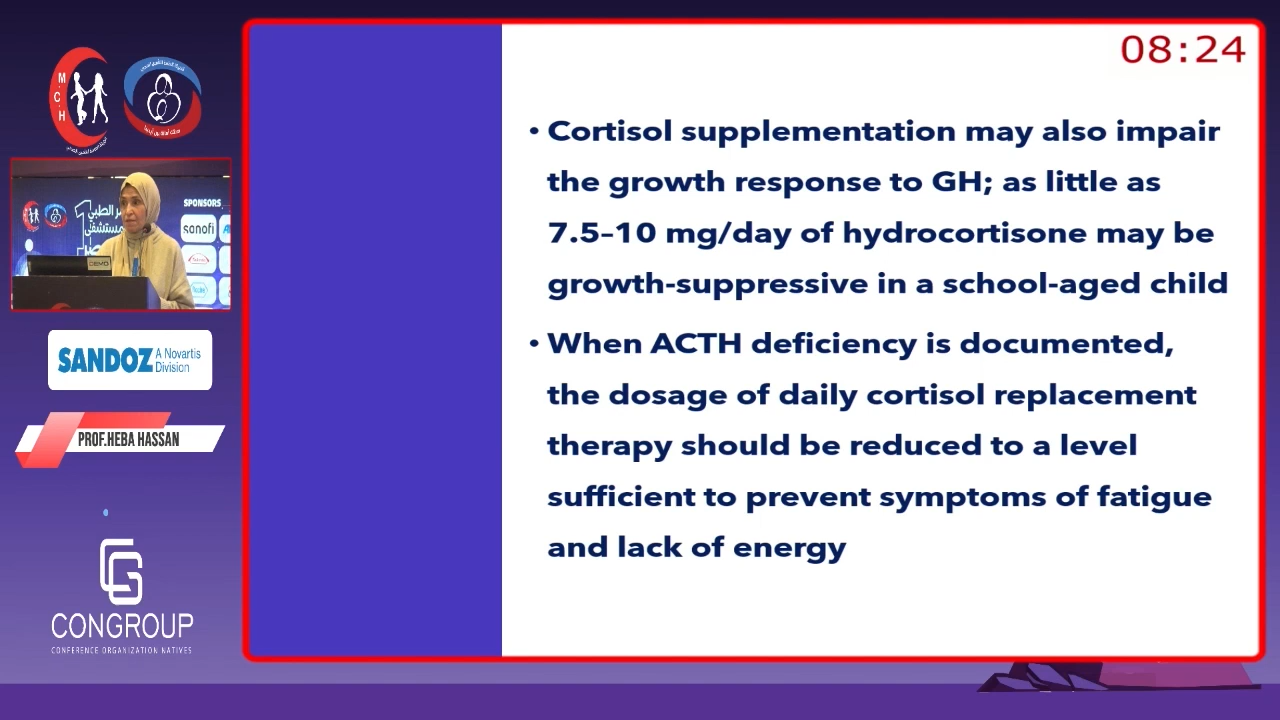 08:24
• Cortisol supplementation may also impair
the growth response to GH; as little as
7.5–10 mg/day of hydrocortisone may be
growth-suppressive in a school-aged child
• When ACTH deficiency is documented,
the dosage of daily cortisol replacement
therapy should be reduced to a level
sufficient to prevent symptoms of fatigue
and lack of energy
M.C.H
SPONSORS
sanofi
SANDOZ A Novartis
Division
PROF.HEBA HASSAN
CONGROUP
CONFERENCE ORGANIZATION NATIVES